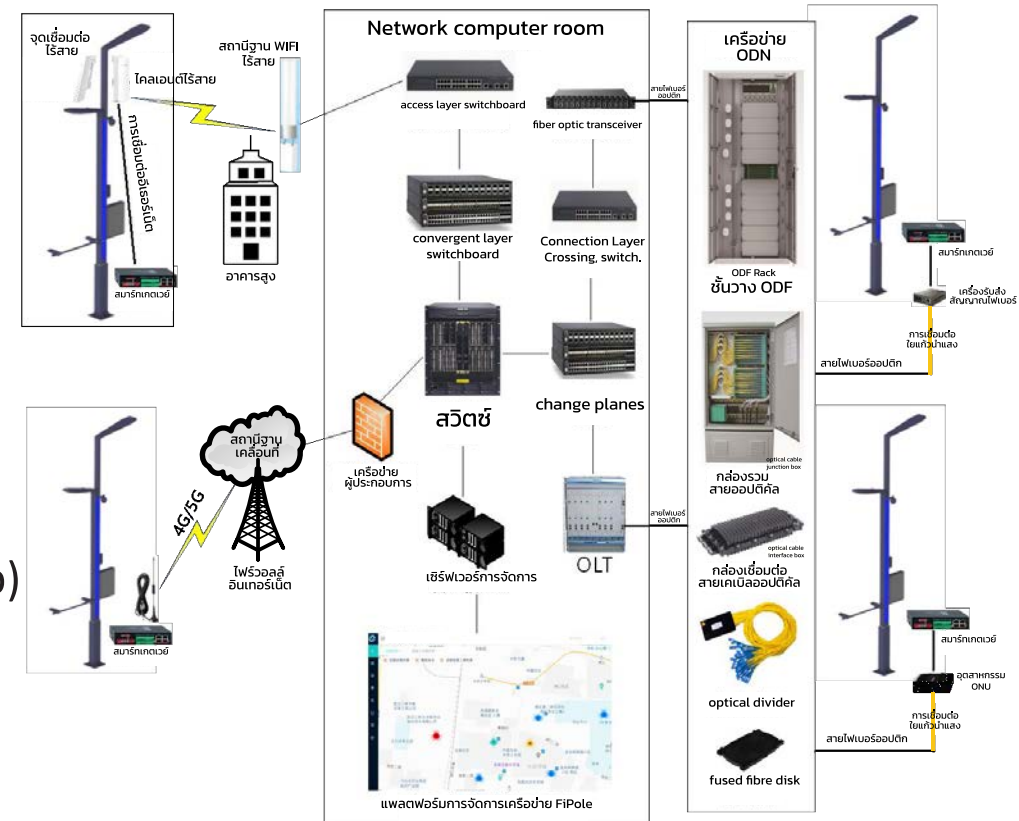 จุดเชื่อมต่อ
ไร้สาย
ไคลเอนต์ไร้สาย
การเชื่อมต่ออีเธอร์เน็ต
สมาร์ทเกตเวย์
สถานีฐาน WIFI
ไร้สาย
อาคารสูง
4G/5G
สถานีฐาน
เคลื่อนที่
ไฟร์วอลล์
อินเทอร์เน็ต
สมาร์ทเกตเวย์
Network computer room
access layer switchboard
fiber optic transceiver
convergent layer
switchboard
Connection Layer
Crossing, switch.
สวิตซ์
change planes
เครือข่าย
ผู้ประกอบการ
เซิร์ฟเวอร์การจัดการ
OLT
แพลตฟอร์มการจัดการเครือข่าย FiPole
สายไฟเบอร์
ออปติก
สายไฟเบอร์
ออปติก
เครือข่าย
ODN
ODF Rack
ชั้นวาง ODF
optical cable
junction box
กล่องรวม
สายออปติคัล
optical cable
interface box
กล่องเชื่อมต่อ
สายเคเบิลออปติคัล
optical divider
fused fibre disk
สมาร์ทเกตเวย์
เครื่องรับส่ง
สัญญาณไฟเบอร์
การเชื่อมต่อ
ใยแก้วนำแสง
สายไฟเบอร์ออปติก
สมาร์ทเกตเวย์
อุตสาหกรรม
ONU
การเชื่อมต่อ
ใยแก้วนำแสง
สายไฟเบอร์ออปติก